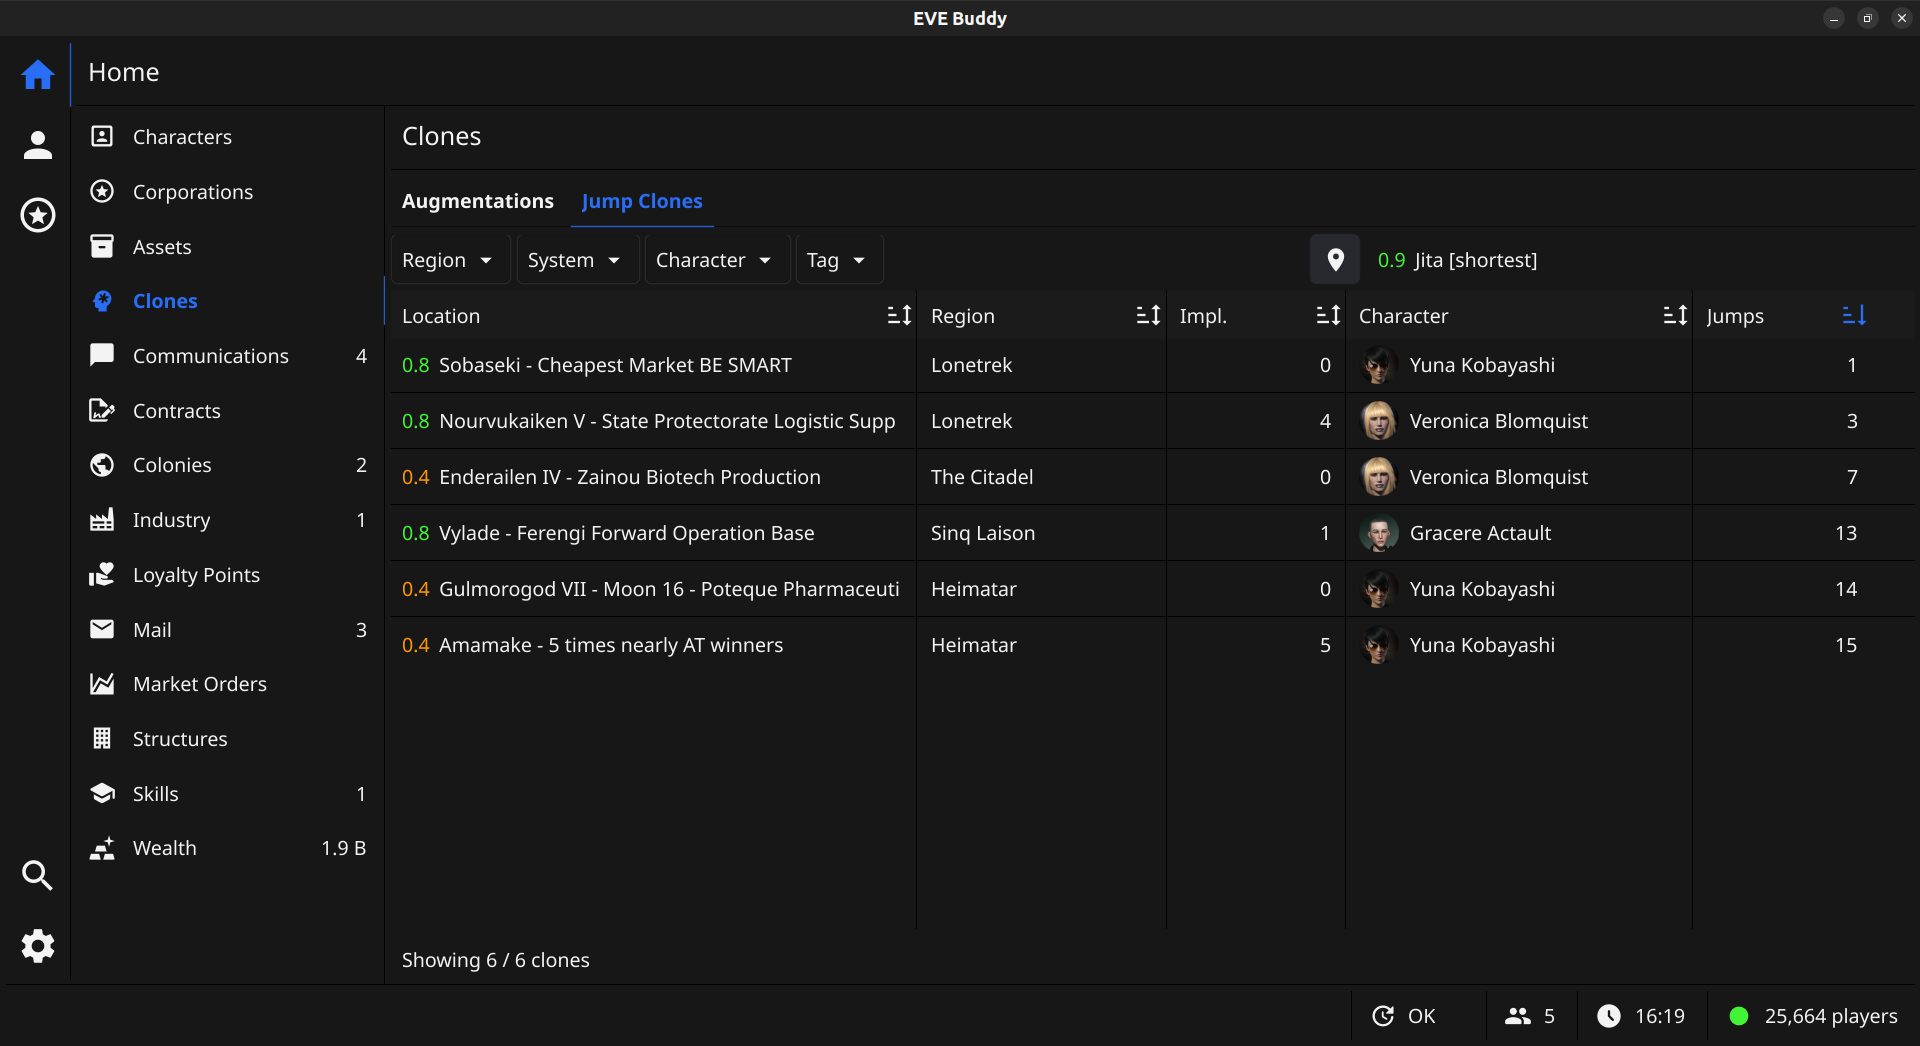 EVE Buddy
Home
Characters
Corporations
Assets
Clones
Communications 4
Contracts
Colonies 2
Industry 1
Loyalty Points
Mail 3
Market Orders
Structures
Skills 1
Wealth 1.9 B
Clones
Augmentations Jump Clones
Region System Character Tag 0.9 Jita [shortest]
Location Region Impl. Character Jumps
0.8 Sobaseki - Cheapest Market BE SMART Lonetrek 0 Yuna Kobayashi 1
0.8 Nourvukaiken V - State Protectorate Logistic Supp Lonetrek 4 Veronica Blomquist 3
0.4 Enderailen IV - Zainou Biotech Production The Citadel 0 Veronica Blomquist 7
0.8 Vylade - Ferengi Forward Operation Base Sinq Laison 1 Gracere Actault 13
0.4 Gulmorogod VII - Moon 16 - Poteque Pharmaceuti Heimatar 0 Yuna Kobayashi 14
0.4 Amamake - 5 times nearly AT winners Heimatar 5 Yuna Kobayashi 15
Showing 6 / 6 clones
OK 5 16:19 25,664 players